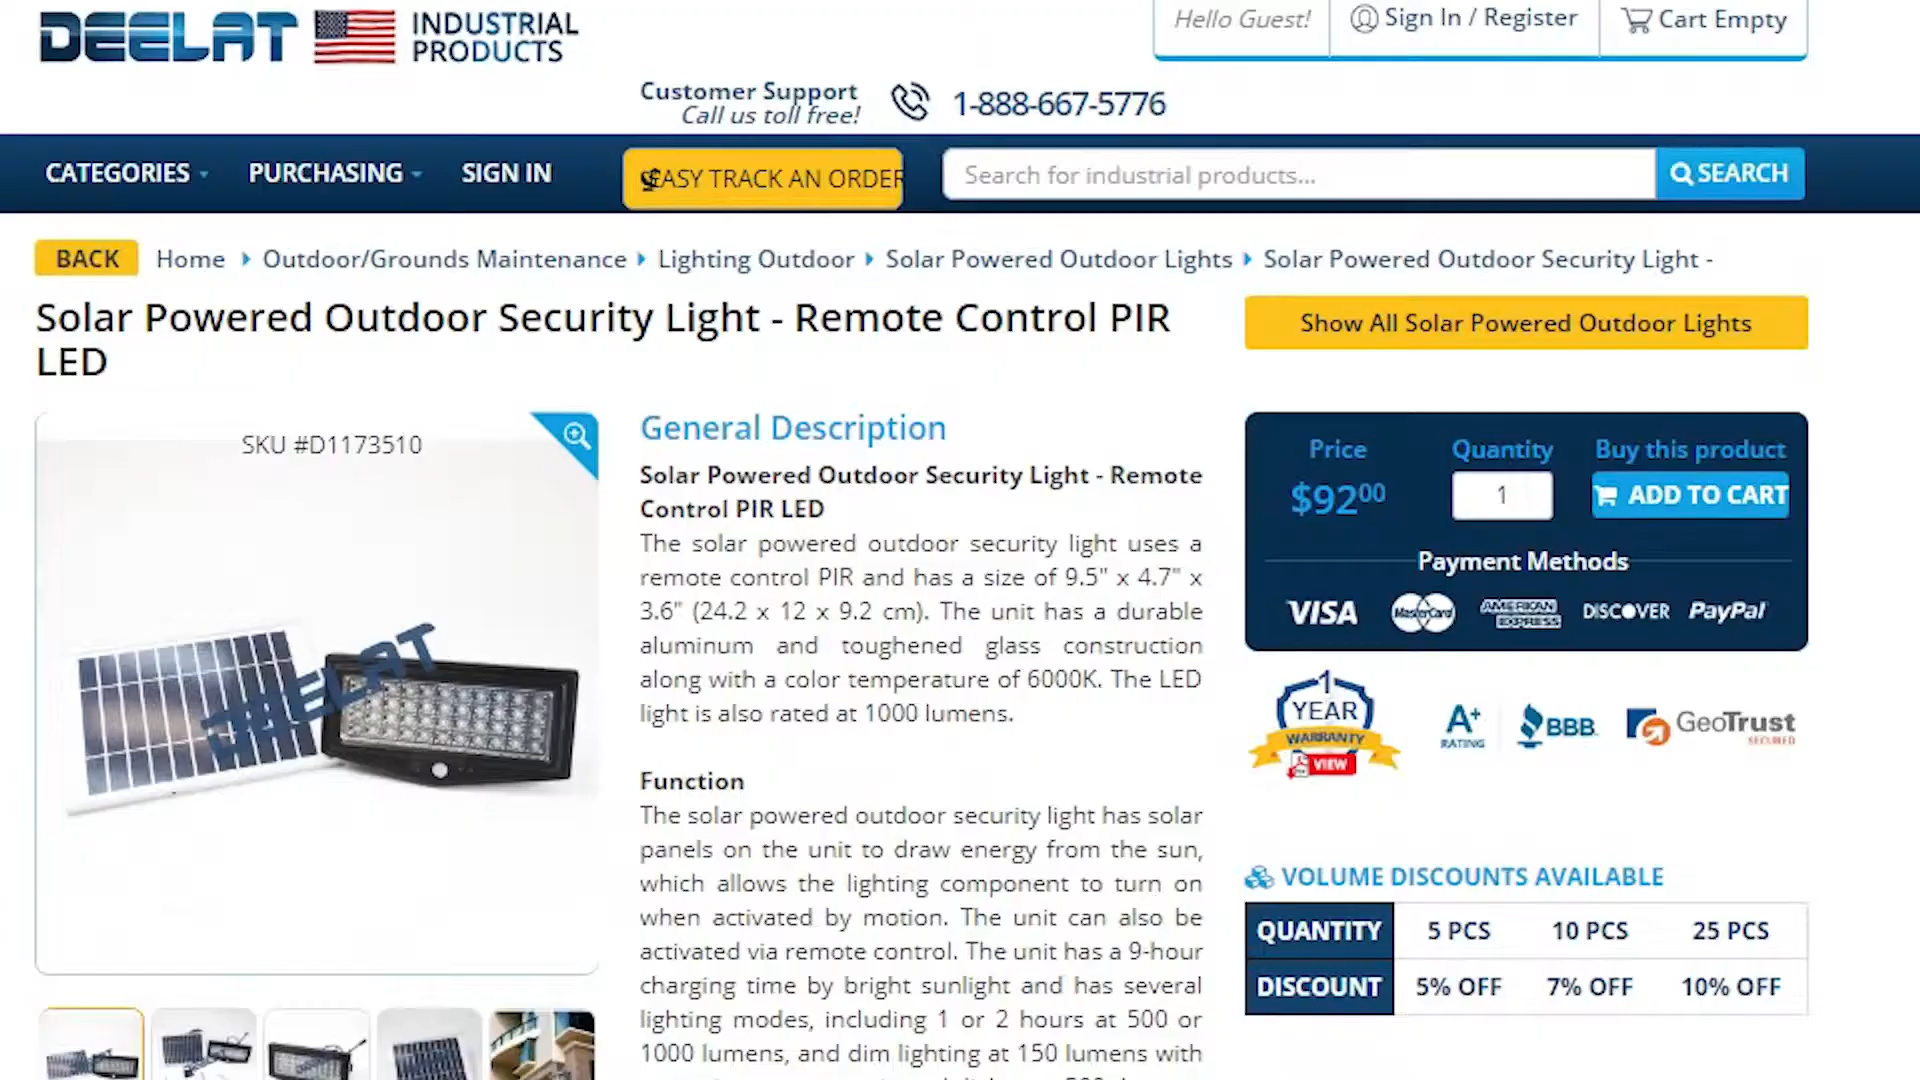 DEELAT INDUSTRIAL PRODUCTS
Hello Guest!
Sign In / Register
Cart Empty
Customer Support
Call us toll free!
1-888-667-5776
CATEGORIES
PURCHASING
SIGN IN
EASY TRACK AN ORDER
Search for industrial products...
SEARCH
BACK
Home
Outdoor/Grounds Maintenance
Lighting Outdoor
Solar Powered Outdoor Lights
Solar Powered Outdoor Security Light -
Solar Powered Outdoor Security Light - Remote Control PIR
LED
Show All Solar Powered Outdoor Lights
SKU #D1173510
DEELAT
General Description
Solar Powered Outdoor Security Light - Remote
Control PIR LED
The solar powered outdoor security light uses a
remote control PIR and has a size of 9.5" x 4.7" x
3.6" (24.2 x 12 x 9.2 cm). The unit has a durable
aluminum and toughened glass construction
along with a color temperature of 6000K. The LED
light is also rated at 1000 lumens.
Function
The solar powered outdoor security light has solar
panels on the unit to draw energy from the sun,
which allows the lighting component to turn on
when activated by motion. The unit can also be
activated via remote control. The unit has a 9-hour
charging time by bright sunlight and has several
lighting modes, including 1 or 2 hours at 500 or
1000 lumens, and dim lighting at 150 lumens with
Price
Quantity
Buy this product
$9200
1
ADD TO CART
Payment Methods
VISA
MasterCard
AMERICAN EXPRESS
DISCOVER
PayPal
1
YEAR
WARRANTY
VIEW
A+
RATING
BBB.
GeoTrust
SECURED
VOLUME DISCOUNTS AVAILABLE
QUANTITY 5 PCS 10 PCS 25 PCS
DISCOUNT 5% OFF 7% OFF 10% OFF